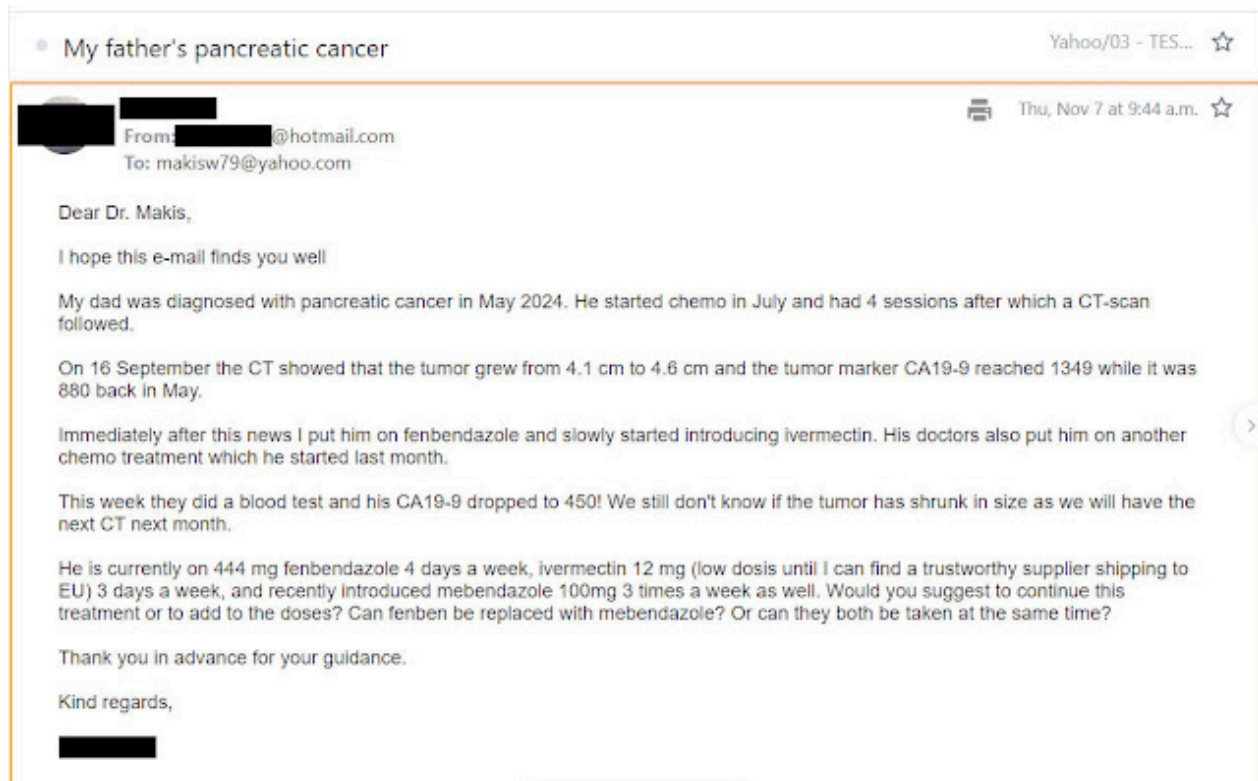 My father's pancreatic cancer
Yahoo/03 - TES...
Thu, Nov 7 at 9:44 a.m.
From: @hotmail.com
To: makisw79@yahoo.com
Dear Dr. Makis,
I hope this e-mail finds you well
My dad was diagnosed with pancreatic cancer in May 2024. He started chemo in July and had 4 sessions after which a CT-scan
followed.
On 16 September the CT showed that the tumor grew from 4.1 cm to 4.6 cm and the tumor marker CA19-9 reached 1349 while it was
880 back in May.
Immediately after this news I put him on fenbendazole and slowly started introducing ivermectin. His doctors also put him on another
chemo treatment which he started last month.
This week they did a blood test and his CA19-9 dropped to 450! We still don't know if the tumor has shrunk in size as we will have the
next CT next month.
He is currently on 444 mg fenbendazole 4 days a week, ivermectin 12 mg (low dosis until I can find a trustworthy supplier shipping to
EU) 3 days a week, and recently introduced mebendazole 100mg 3 times a week as well. Would you suggest to continue this
treatment or to add to the doses? Can fenben be replaced with mebendazole? Or can they both be taken at the same time?
Thank you in advance for your guidance.
Kind regards,